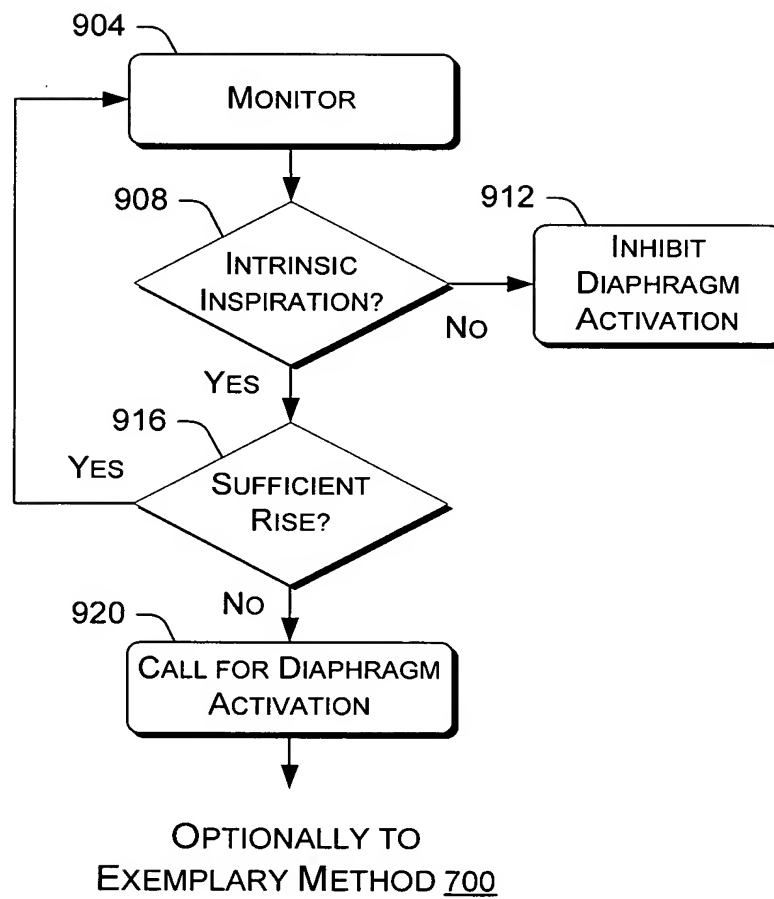 904
MONITOR
908
INTRINSIC
INSPIRATION?
NO
912
INHIBIT
DIAPHRAGM
ACTIVATION
YES
916
YES
SUFFICIENT
RISE?
NO
920
CALL FOR DIAPHRAGM
ACTIVATION
OPTIONALLY TO
EXEMPLARY METHOD 700